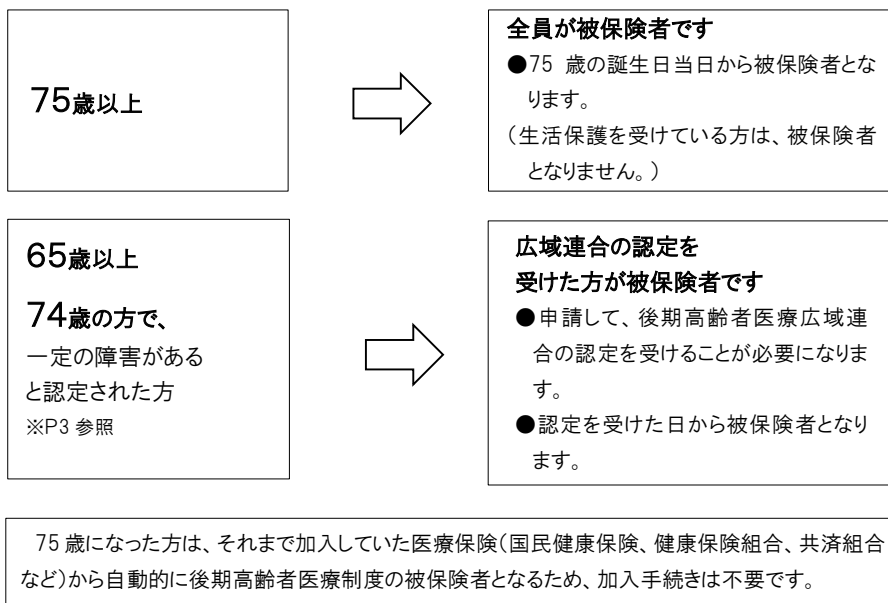 75歳以上
全員が被保険者です
●75 歳の誕生日当日から被保険者とな
ります。
（生活保護を受けている方は、被保険者
となりません。）
65歳以上
74歳の方で、
一定の障害がある
と認定された方
※P3 参照
広域連合の認定を
受けた方が被保険者です
●申請して、後期高齢者医療広域連
合の認定を受けることが必要になりま
す。
●認定を受けた日から被保険者となり
ます。
75 歳になった方は、それまで加入していた医療保険（国民健康保険、健康保険組合、共済組合
など）から自動的に後期高齢者医療制度の被保険者となるため、加入手続きは不要です。